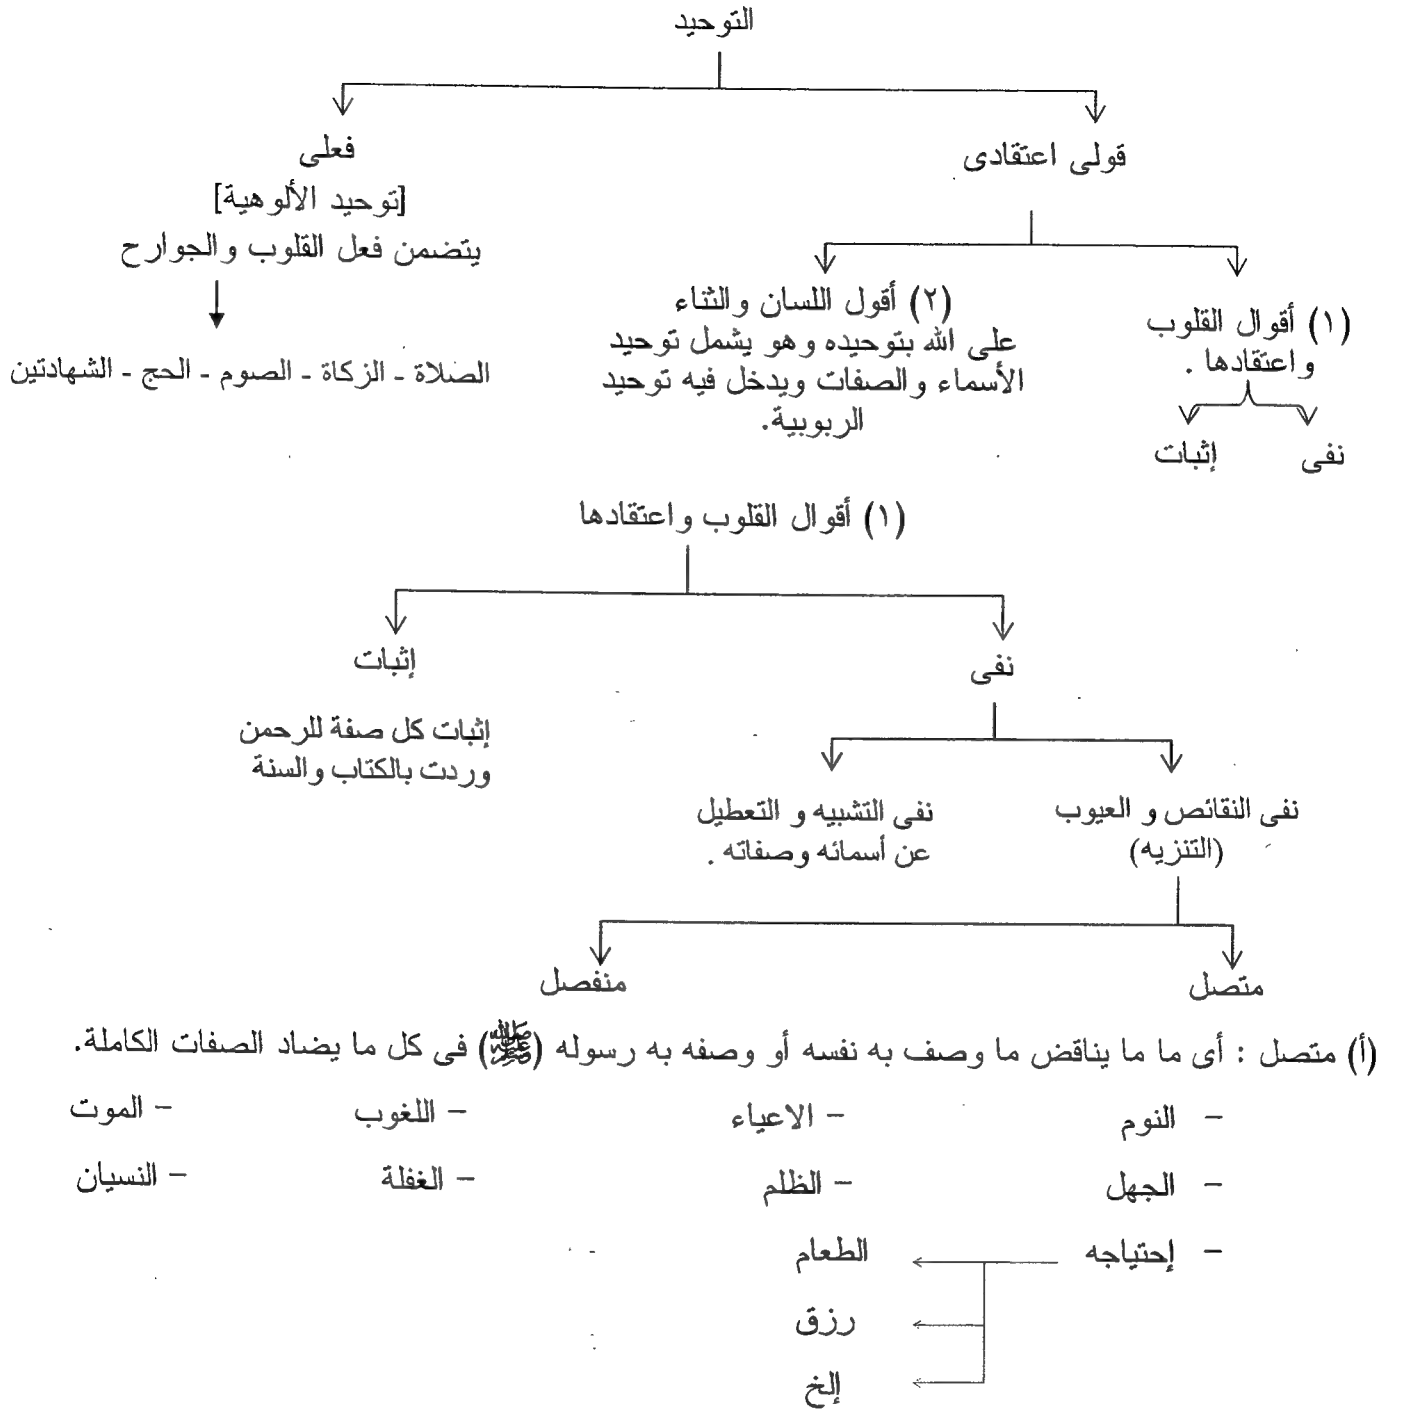 التوحيد
قولى اعتقادى
فعلى
[توحيد الألوهية]
يتضمن فعل القلوب والجوارح
الصلاة - الزكاة - الصوم - الحج - الشهادتين
(١) أقوال القلوب
واعتقادها .
نفى
إثبات
(٢) أقول اللسان والثناء
على الله بتوحيده وهو يشمل توحيد
الأسماء والصفات ويدخل فيه توحيد
الربوبية.
(١) أقوال القلوب واعتقادها
نفى
إثبات
إثبات كل صفة للرحمن
وردت بالكتاب والسنة
نفى النقائص و العيوب
(التنزيه)
نفى التشبيه و التعطيل
عن أسمائه وصفاته .
متصل
منفصل
(أ) متصل : أى ما ما يناقض ما وصف به نفسه أو وصفه به رسوله (ﷺ) فى كل ما يضاد الصفات الكاملة.
– النوم – الاعياء – اللغوب – الموت
– الجهل – الظلم – الغفلة – النسيان
– إحتياجه الطعام
رزق
إلخ